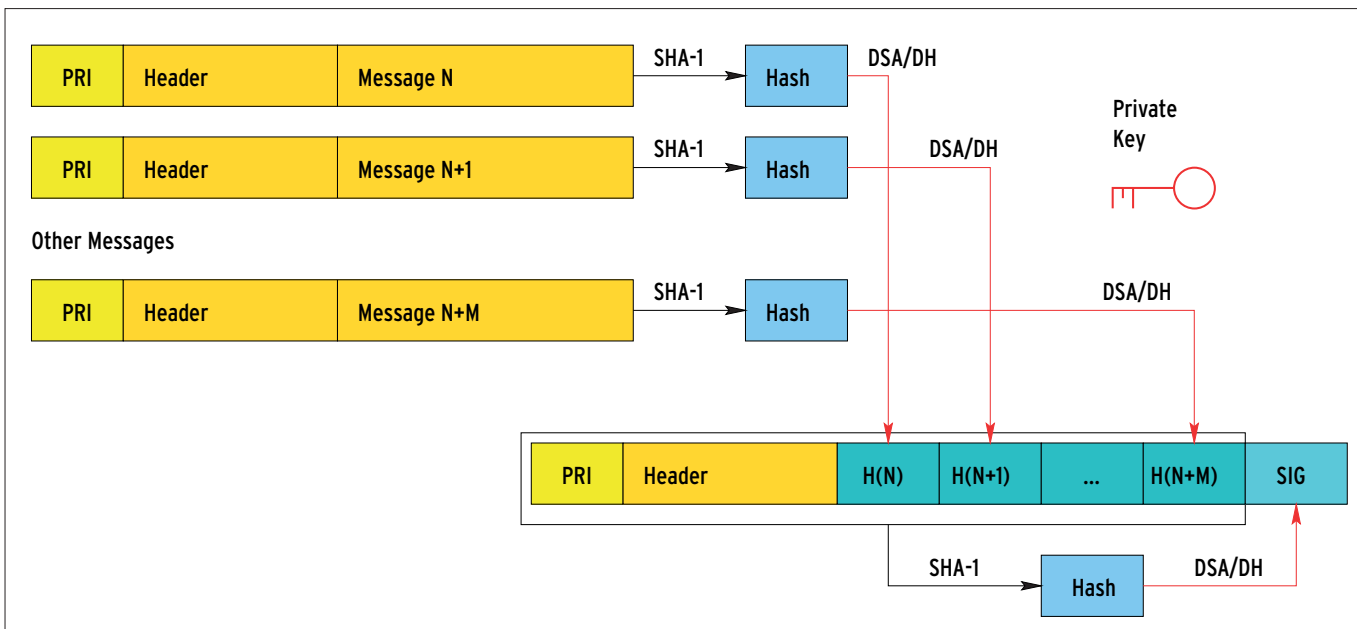 PRI Header Message N SHA-1 Hash DSA/DH
Private
Key
PRI Header Message N+1 SHA-1 Hash DSA/DH
Other Messages
PRI Header Message N+M SHA-1 Hash DSA/DH
PRI Header H(N) H(N+1) ... H(N+M) SIG
SHA-1 Hash DSA/DH